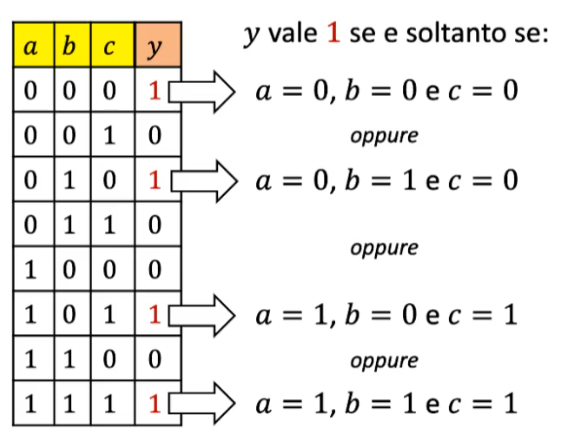 y vale 1 se e soltanto se:
a b c y
0 0 0 1 a = 0, b = 0 e c = 0
0 0 1 0 oppure
0 1 0 1 a = 0, b = 1 e c = 0
0 1 1 0
oppure
1 0 0 0
1 0 1 1 a = 1, b = 0 e c = 1
1 1 0 0 oppure
1 1 1 1 a = 1, b = 1 e c = 1